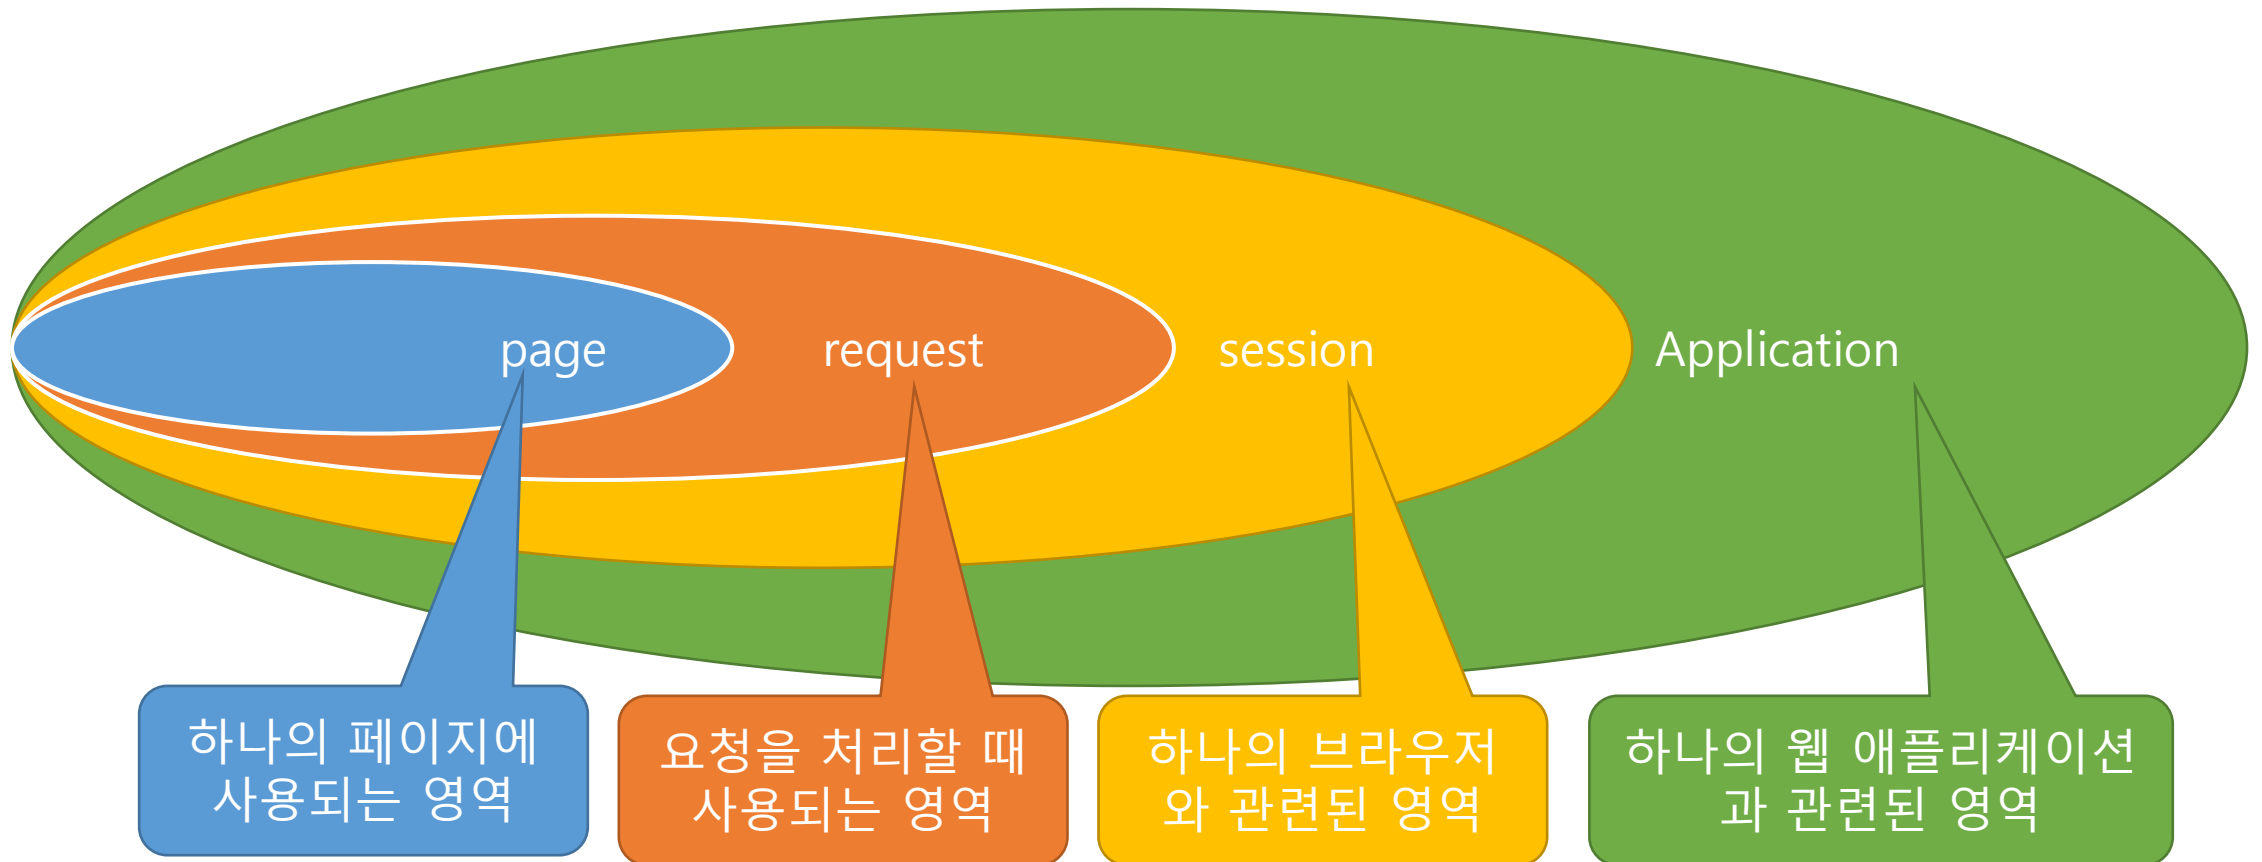 page
request
session
Application
하나의 페이지에
사용되는 영역
요청을 처리할 때
사용되는 영역
하나의 브라우저
와 관련된 영역
하나의 웹 애플리케이션
과 관련된 영역